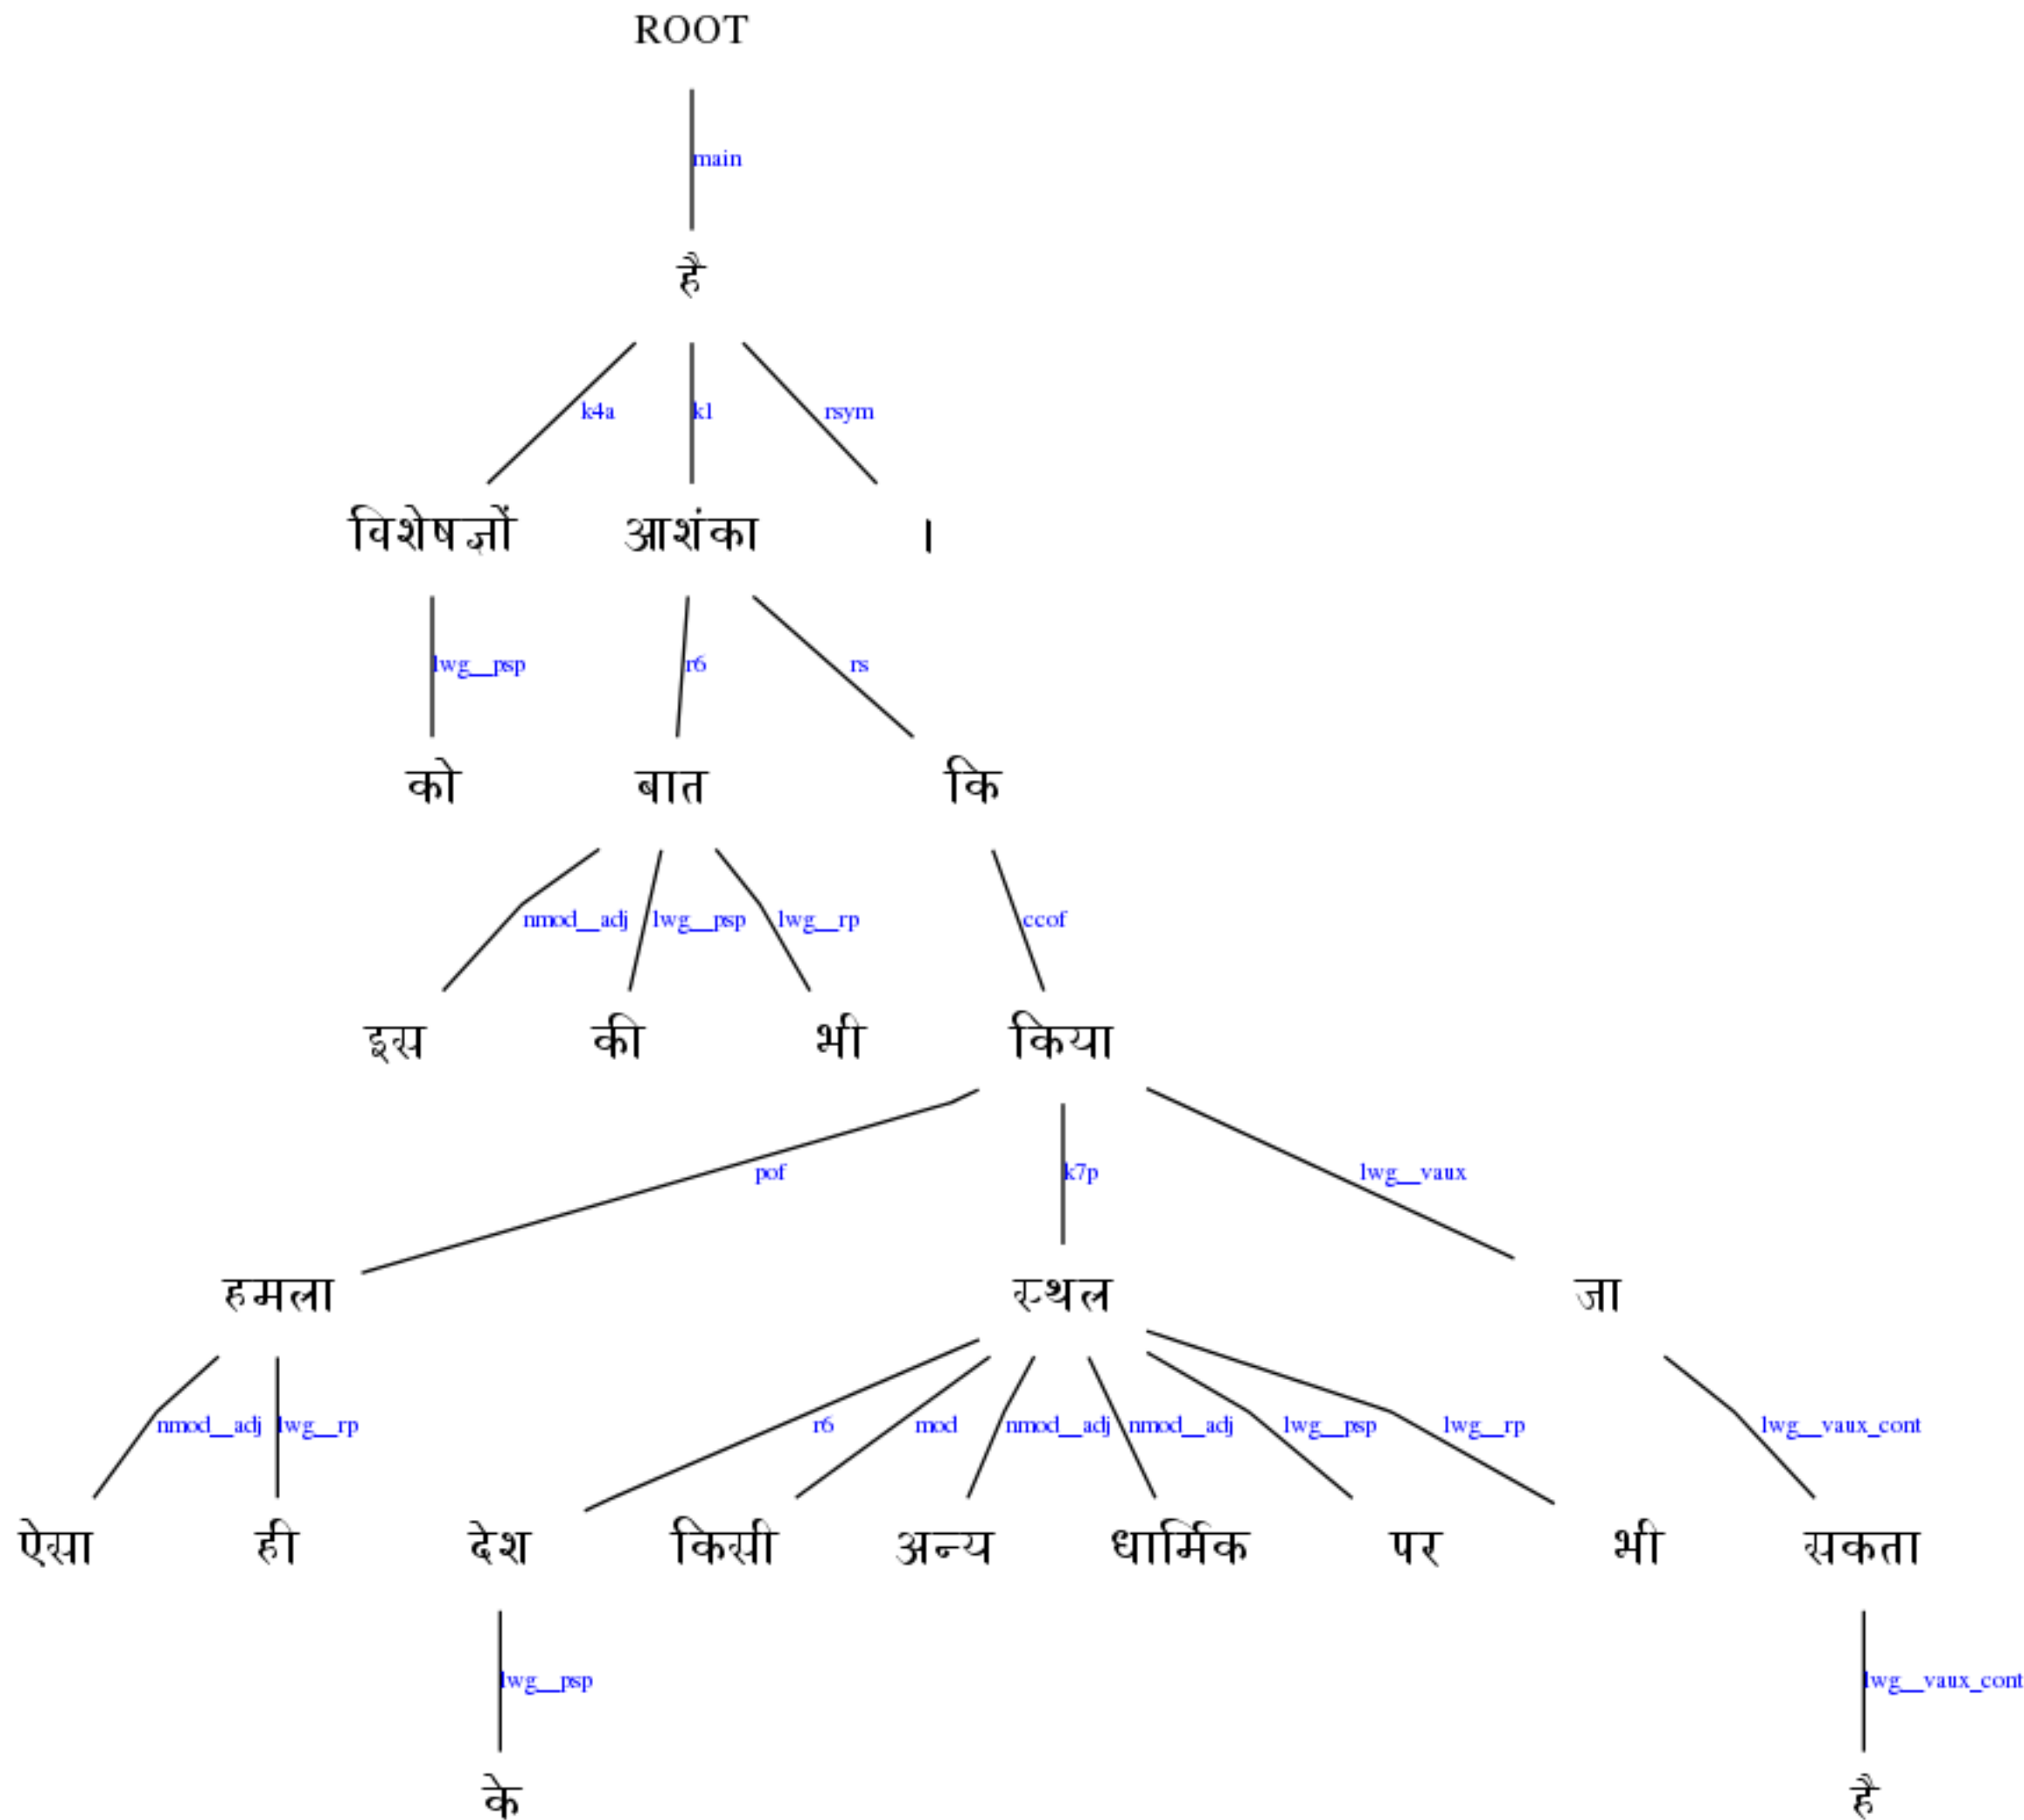 ROOT
main
है
k4a k1 rsym
विशेषज्ञों आशंका ।
lwg__psp r6 rs
को बात कि
nmod__adj lwg__psp lwg__rp ccof
इस की भी किया
pof k7p lwg__vaux
हमला स्थल जा
nmod__adj lwg__rp r6 mod nmod__adj nmod__adj lwg__psp lwg__rp lwg__vaux_cont
ऐसा ही देश किसी अन्य धार्मिक पर भी सकता
lwg__psp lwg__vaux_cont
के है